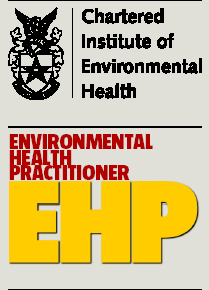 Chartered
Institute of
Environmental
Health
ENVIRONMENTAL
HEALTH
PRACTITIONER
EHP